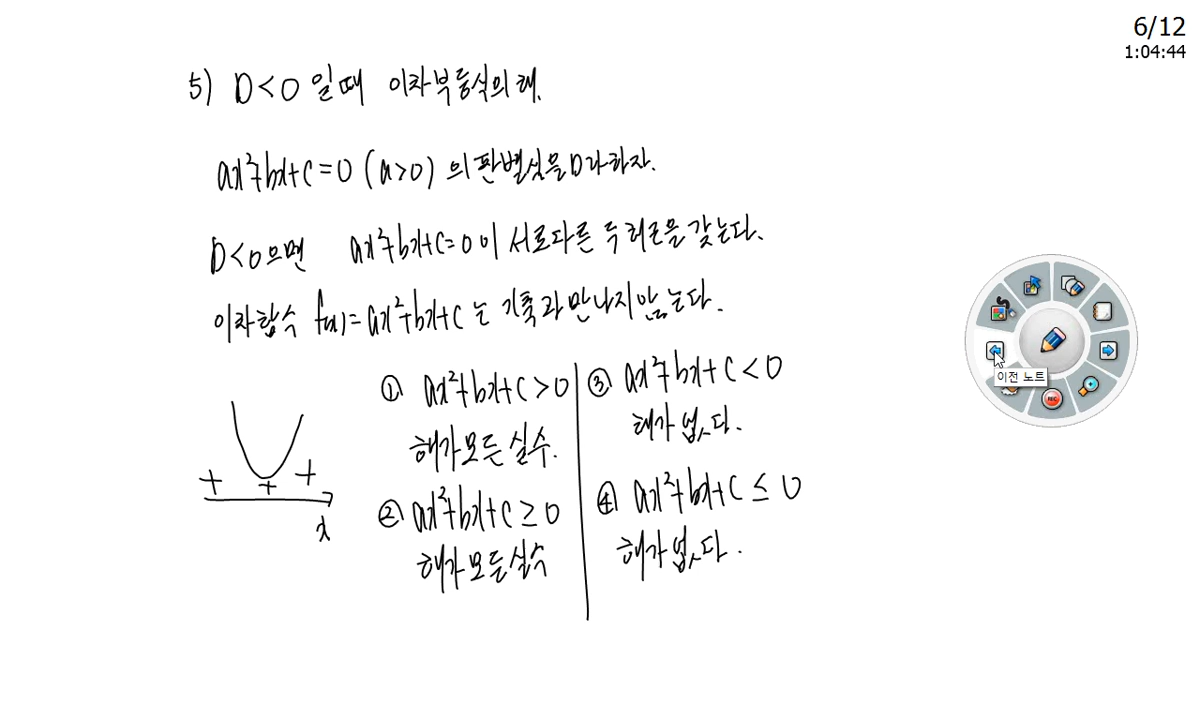 6/12
1:04:44
5) D<0 일때 이차부등식의 해.
ax²+bx+c=0 (a>0) 의 판별식을 D라하자.
D<0으면 ax²+bx+c=0이 서로다른 두 허근을 갖는다.
이차함수 f(x)=ax²+bx+c는 x축과 만나지 않는다.
① ax²+bx+c>0
해가 모든 실수.
② ax²+bx+c≥0
해가 모든 실수
③ ax²+bx+c<0
해가 없다.
④ ax²+bx+c≤0
해가 없다.
+ + +
x
이전 노트
REC